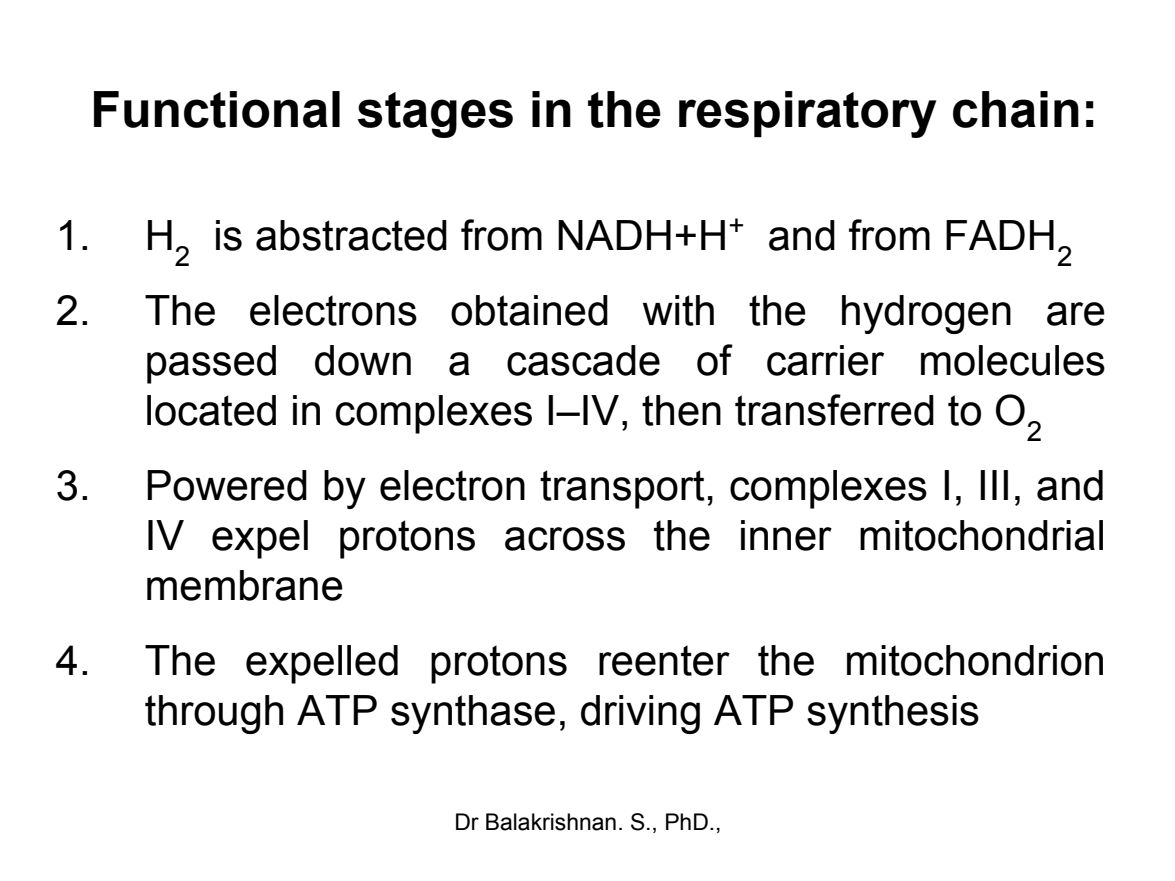 Functional stages in the respiratory chain:
1. H₂ is abstracted from NADH+H⁺ and from FADH₂
2. The electrons obtained with the hydrogen are
passed down a cascade of carrier molecules
located in complexes I–IV, then transferred to O₂
3. Powered by electron transport, complexes I, III, and
IV expel protons across the inner mitochondrial
membrane
4. The expelled protons reenter the mitochondrion
through ATP synthase, driving ATP synthesis
Dr Balakrishnan. S., PhD.,